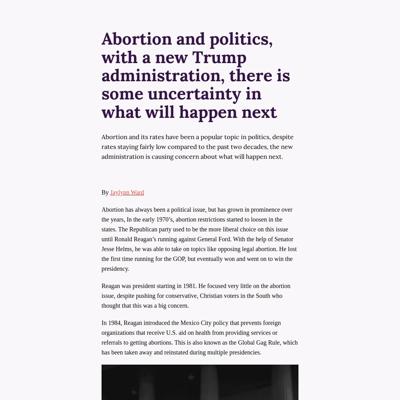 Abortion and politics,
with a new Trump
administration, there is
some uncertainty in
what will happen next
Abortion and its rates have been a popular topic in politics, despite
rates staying fairly low compared to the past two decades, the new
administration is causing concern about what will happen next.
By Jaylynn Ward
Abortion has always been a political issue, but has grown in prominence over
the years, In the early 1970's, abortion restrictions started to loosen in the
states. The Republican party used to be the more liberal choice on this issue
until Ronald Reagan's running against General Ford. With the help of Senator
Jesse Helms, he was able to take on topics like opposing legal abortion. He lost
the first time running for the GOP, but eventually won and went on to win the
presidency.
Reagan was president starting in 1981. He focused very little on the abortion
issue, despite pushing for conservative, Christian voters in the South who
thought that this was a big concern.
In 1984, Reagan introduced the Mexico City policy that prevents foreign
organizations that receive U.S. aid on health from providing services or
referrals to getting abortions. This is also known as the Global Gag Rule, which
has been taken away and reinstated during multiple presidencies.